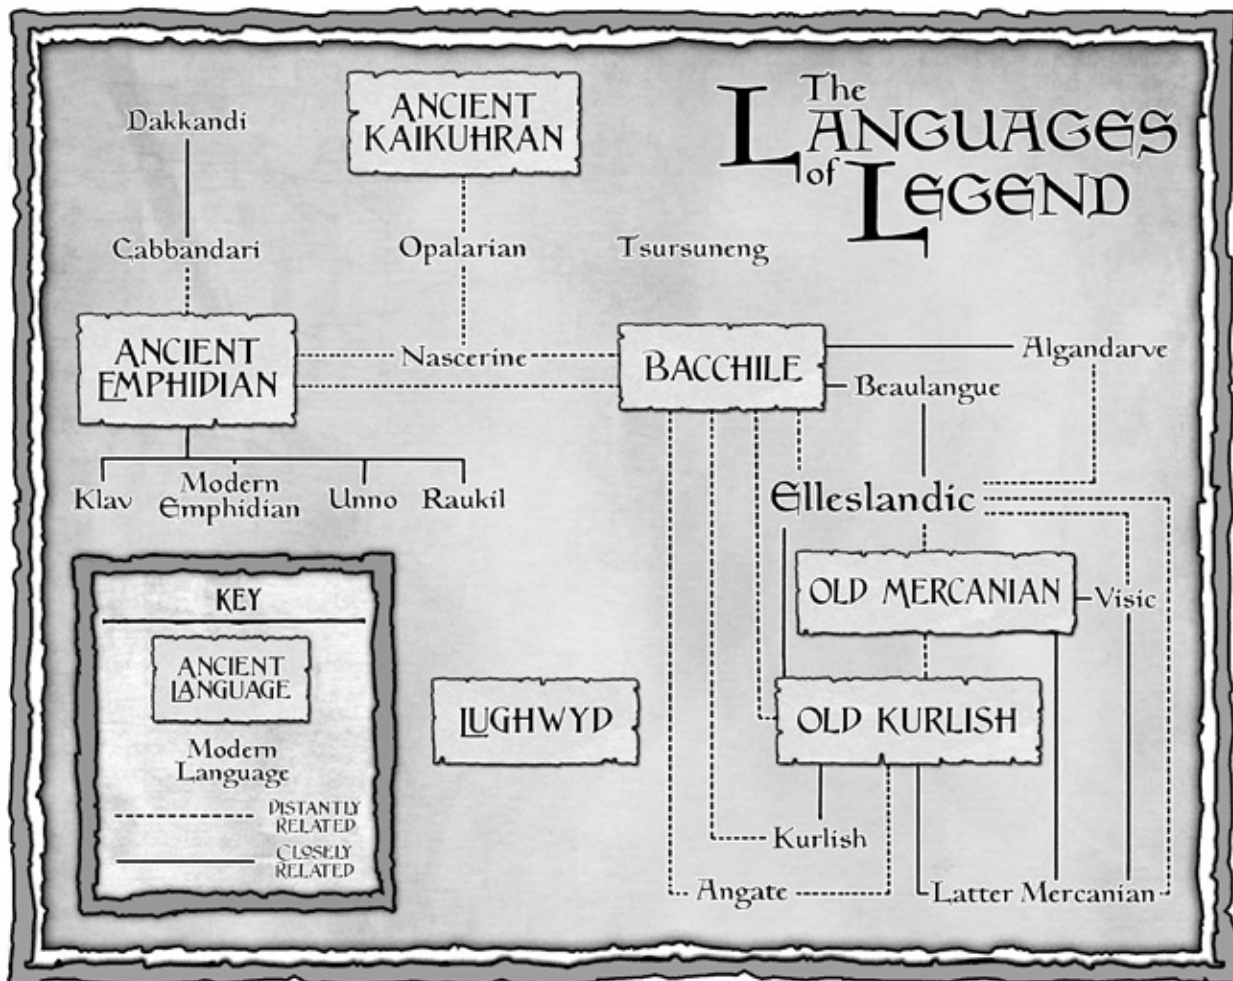 The
LANGUAGES
of LEGEND
Dakkandi
ANCIENT
KAIKUHRAN
Cabbandari
Opalarian
Tsursuneng
ANCIENT
EMPHIDIAN
Nascerine
BACCHILE
Algandarve
Beaulangue
Klav
Modern
Emphidian
Unno
Raukil
Elleslandic
OLD MERCANIAN
Visic
KEY
ANCIENT
LANGUAGE
Modern
Language
DISTANTLY
RELATED
CLOSELY
RELATED
LUGHWYD
OLD KURLISH
Kurlish
Angate
Latter Mercanian